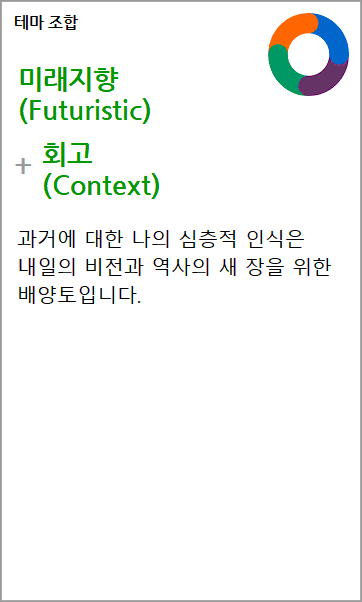 테마 조합
미래지향
(Futuristic)
+ 회고
(Context)
과거에 대한 나의 심층적 인식은
내일의 비전과 역사의 새 장을 위한
배양토입니다.